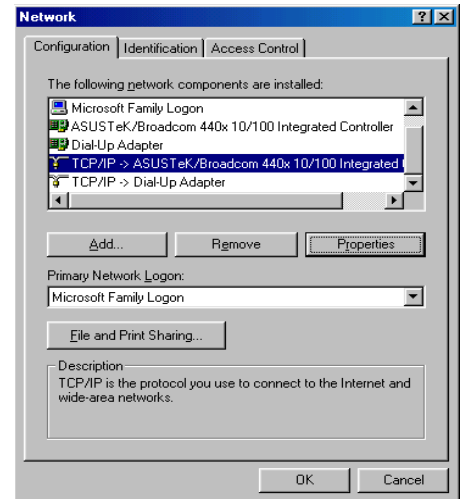 Network
Configuration Identification Access Control
The following network components are installed:
Microsoft Family Logon
ASUSTeK/Broadcom 440x 10/100 Integrated Controller
Dial-Up Adapter
TCP/IP -> ASUSTeK/Broadcom 440x 10/100 Integrated
TCP/IP -> Dial-Up Adapter
Add... Remove Properties
Primary Network Logon:
Microsoft Family Logon
File and Print Sharing...
Description
TCP/IP is the protocol you use to connect to the Internet and
wide-area networks.
OK Cancel